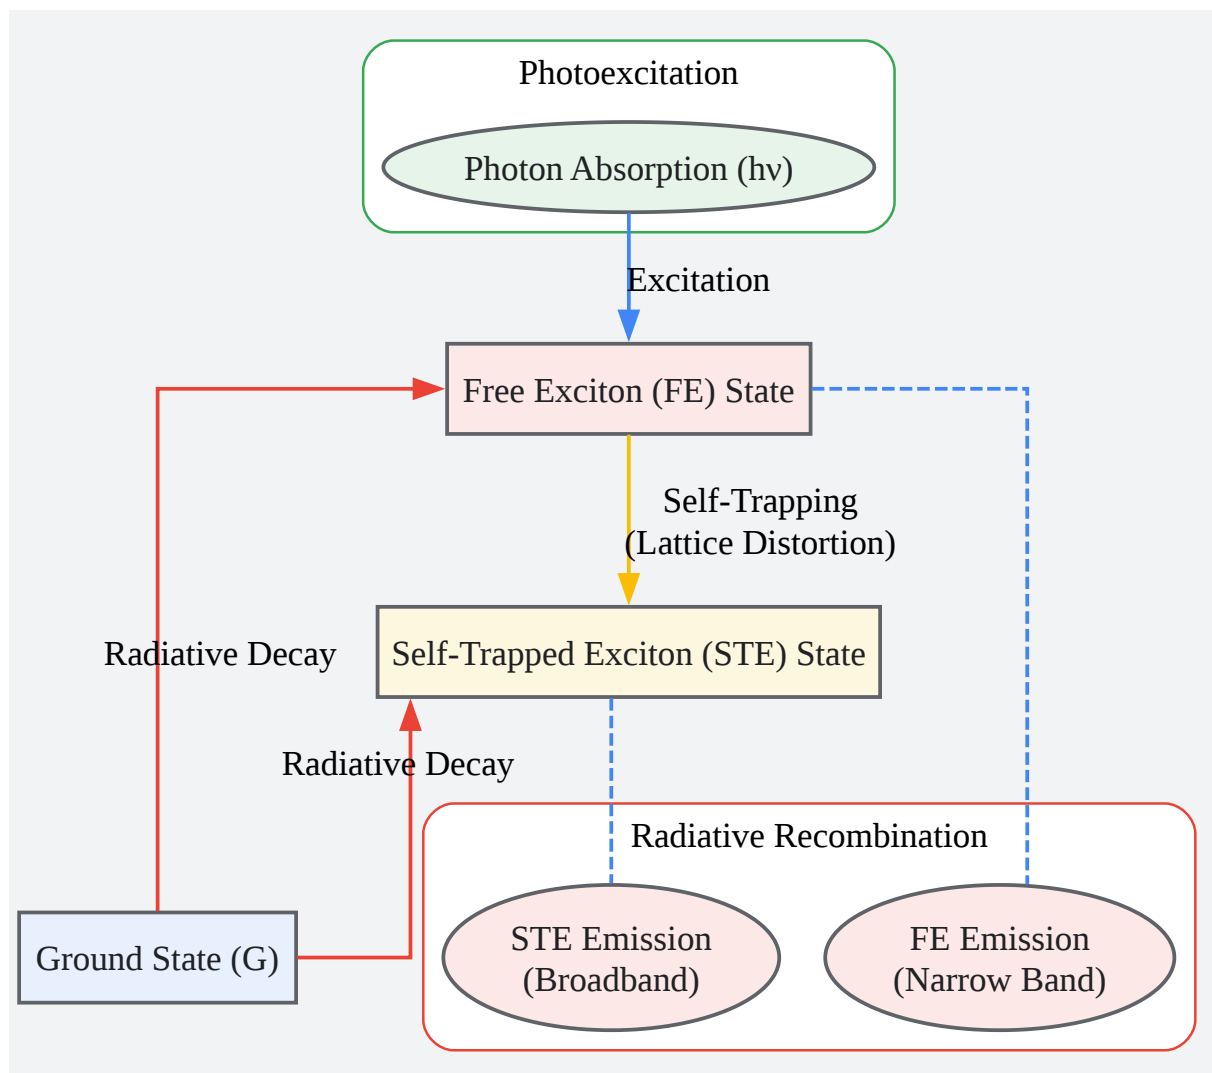 Photoexcitation
Photon Absorption (hν)
Excitation
Free Exciton (FE) State
Self-Trapping
(Lattice Distortion)
Radiative Decay
Self-Trapped Exciton (STE) State
Radiative Decay
Radiative Recombination
Ground State (G)
STE Emission
(Broadband)
FE Emission
(Narrow Band)